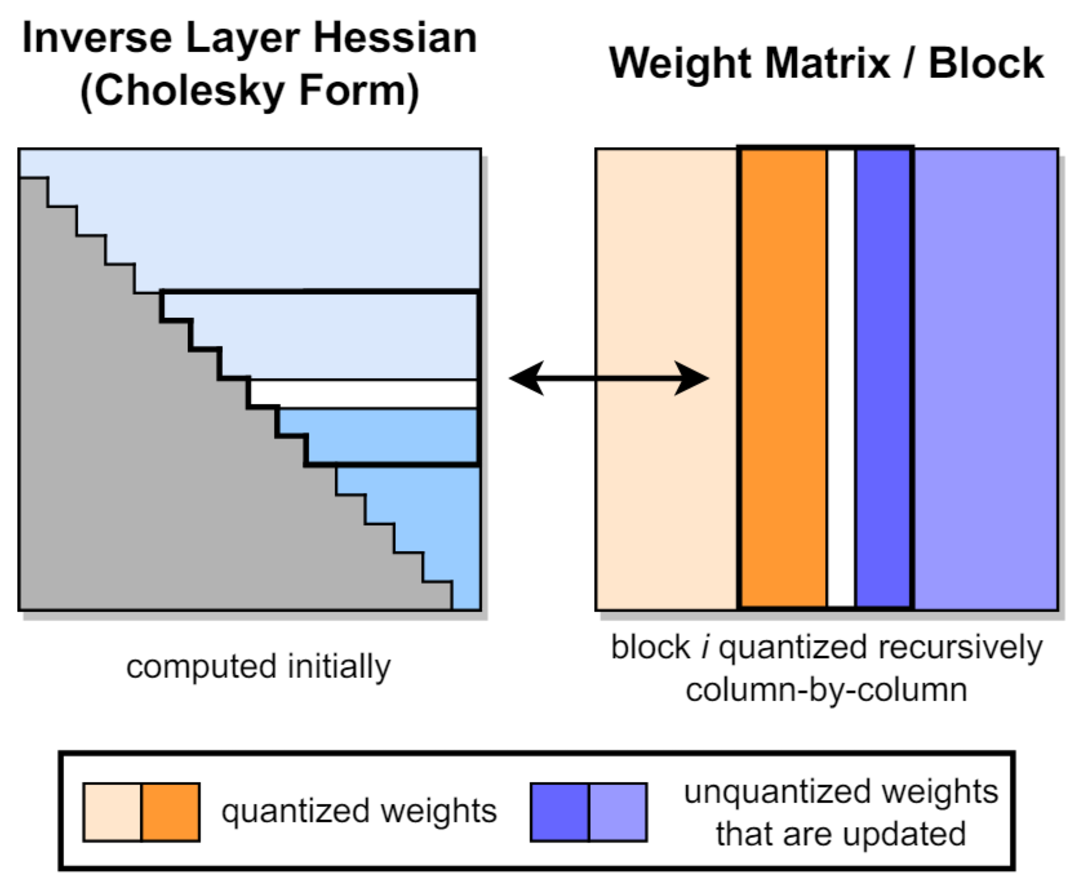 Inverse Layer Hessian
(Cholesky Form)
Weight Matrix / Block
computed initially
block i quantized recursively
column-by-column
quantized weights
unquantized weights
that are updated